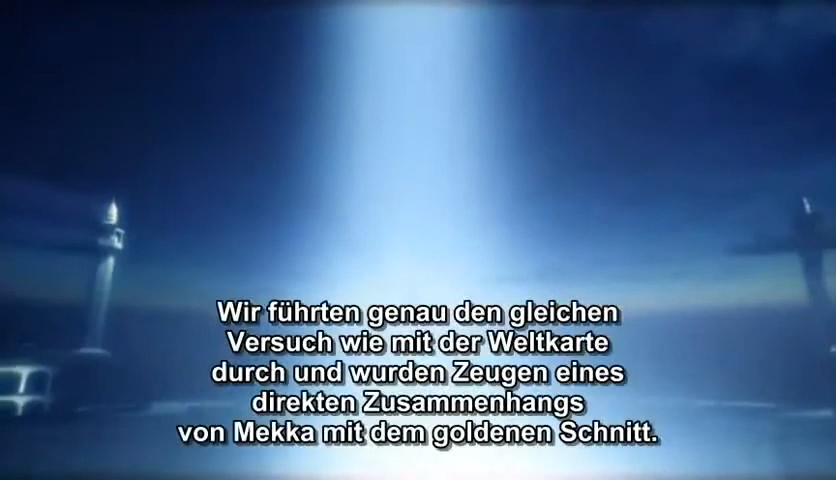 Wir führten genau den gleichen
Versuch wie mit der Weltkarte
durch und wurden Zeugen eines
direkten Zusammenhangs
von Mekka mit dem goldenen Schnitt.